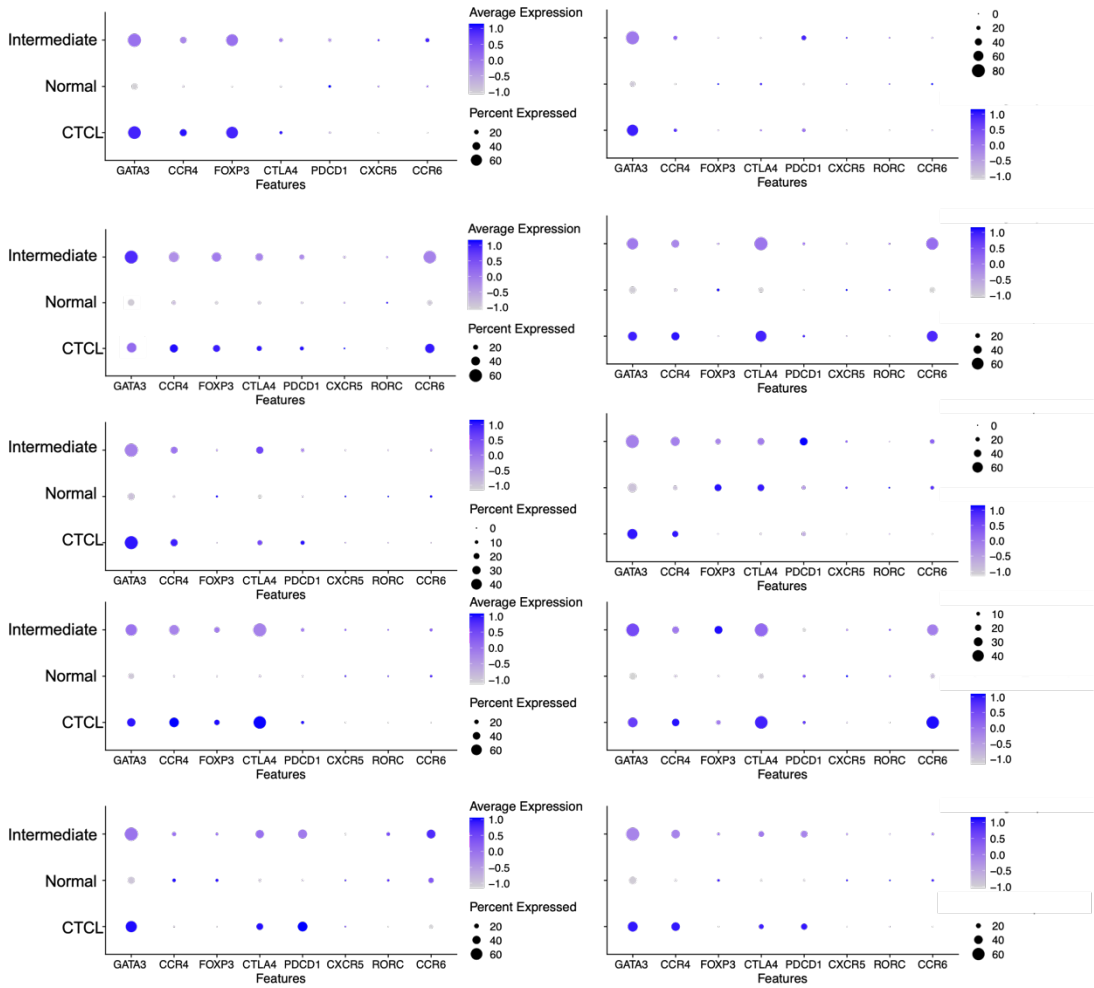 Average Expression
Intermediate
1.0
0.5
0.0
−0.5
Normal
−1.0
Percent Expressed
20
CTCL
40
60
GATA3 CCR4 FOXP3 CTLA4 PDCD1 CXCR5 CCR6
Features
0
20
40
60
80
1.0
0.5
0.0
−0.5
−1.0
GATA3 CCR4 FOXP3 CTLA4 PDCD1 CXCR5 RORC CCR6
Features
Average Expression
Intermediate
1.0
0.5
0.0
−0.5
Normal
−1.0
Percent Expressed
CTCL
20
40
60
GATA3 CCR4 FOXP3 CTLA4 PDCD1 CXCR5 RORC CCR6
Features
1.0
0.5
0.0
−0.5
−1.0
20
40
60
GATA3 CCR4 FOXP3 CTLA4 PDCD1 CXCR5 RORC CCR6
Features
Intermediate
1.0
0.5
0.0
−0.5
−1.0
Normal
Percent Expressed
0
CTCL
10
20
30
40
GATA3 CCR4 FOXP3 CTLA4 PDCD1 CXCR5 RORC CCR6
Features
0
20
40
60
1.0
0.5
0.0
−0.5
−1.0
GATA3 CCR4 FOXP3 CTLA4 PDCD1 CXCR5 RORC CCR6
Features
Average Expression
Intermediate
1.0
0.5
0.0
−0.5
−1.0
Normal
Percent Expressed
CTCL
20
40
60
GATA3 CCR4 FOXP3 CTLA4 PDCD1 CXCR5 RORC CCR6
Features
10
20
30
40
1.0
0.5
0.0
−0.5
−1.0
GATA3 CCR4 FOXP3 CTLA4 PDCD1 CXCR5 RORC CCR6
Features
Average Expression
Intermediate
1.0
0.5
0.0
−0.5
−1.0
Normal
Percent Expressed
CTCL
20
40
60
GATA3 CCR4 FOXP3 CTLA4 PDCD1 CXCR5 RORC CCR6
Features
1.0
0.5
0.0
−0.5
−1.0
20
40
60
GATA3 CCR4 FOXP3 CTLA4 PDCD1 CXCR5 RORC CCR6
Features